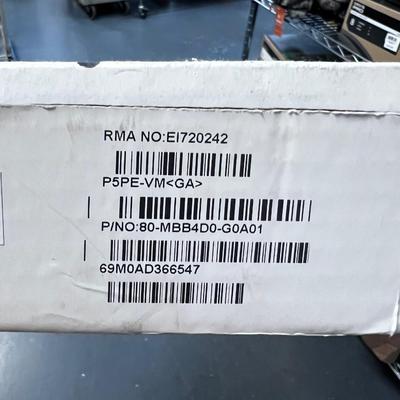 RMA NO:EI720242
P5PE-VM<GA>
P/NO:80-MBB4D0-G0A01
69M0AD366547